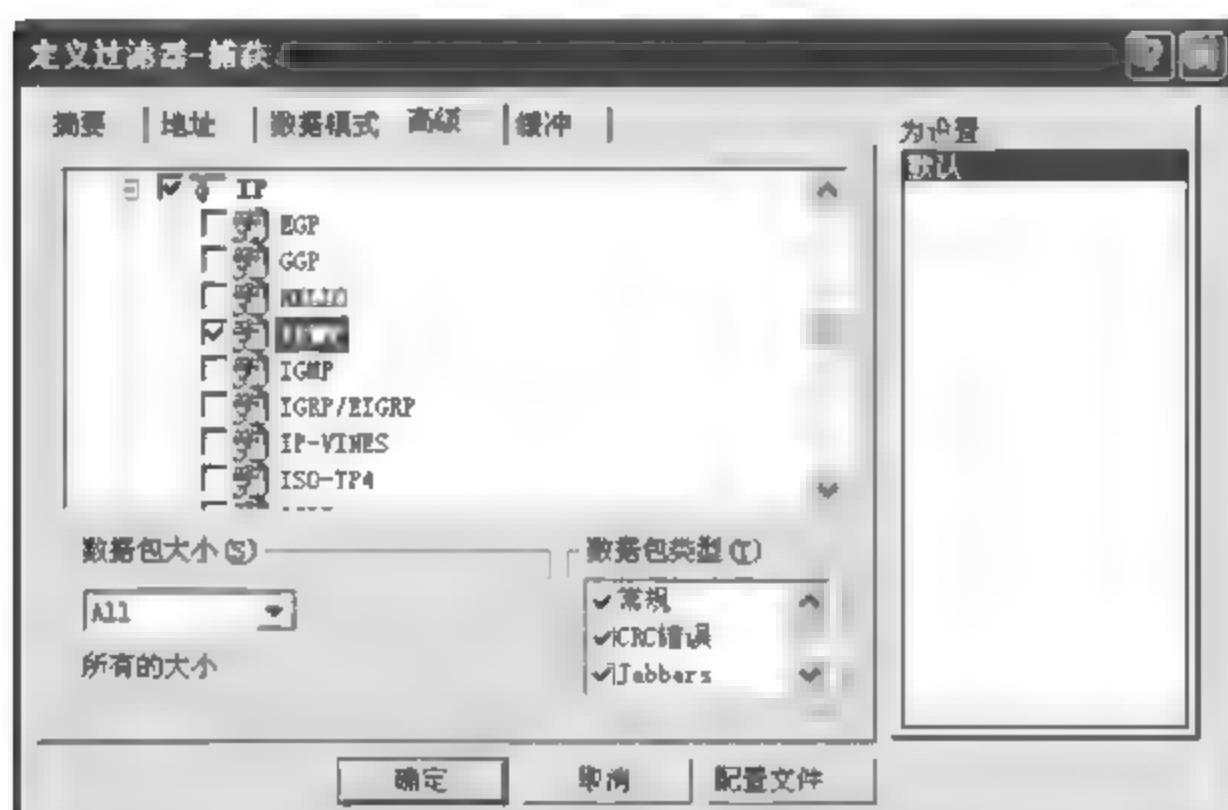 定义过滤器-捕获
摘要 地址 数据模式 高级 缓冲
为设置
默认
IP
EGP
GGP
HELLO
ICMP
IGMP
IGRP/EIGRP
IP-VINES
ISO-TP4
数据包大小(S)
数据包类型(T)
All
所有的大小
常规
CRC错误
Jabbers
确定 取消 配置文件